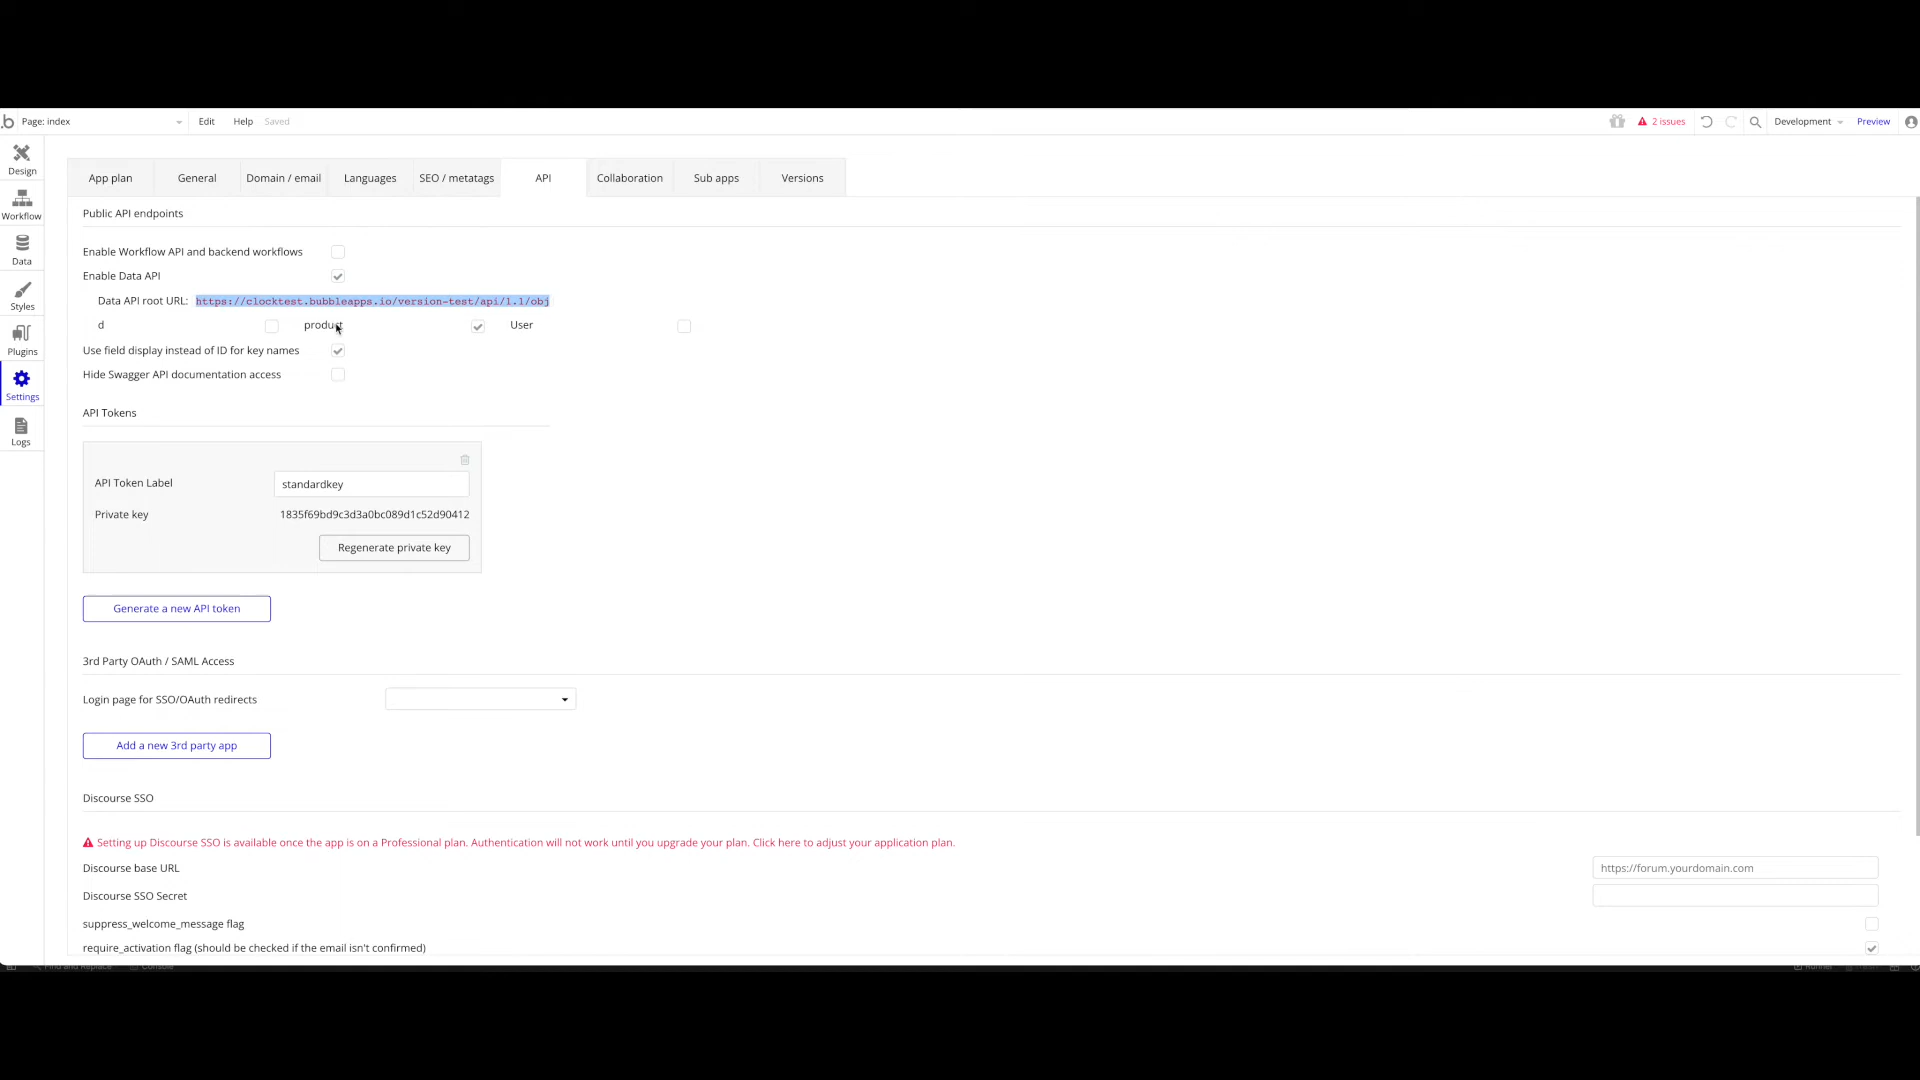 .b Page: index Edit Help Saved 2 issues Development Preview
Design
Workflow
Data
Styles
Plugins
Settings
Logs
App plan General Domain / email Languages SEO / metatags API Collaboration Sub apps Versions
Public API endpoints
Enable Workflow API and backend workflows
Enable Data API
Data API root URL: https://clocktest.bubbleapps.io/version-test/api/1.1/obj
d product User
Use field display instead of ID for key names
Hide Swagger API documentation access
API Tokens
API Token Label standardkey
Private key 1835f69bd9c3d3a0bc089d1c52d90412
Regenerate private key
Generate a new API token
3rd Party OAuth / SAML Access
Login page for SSO/OAuth redirects
Add a new 3rd party app
Discourse SSO
Setting up Discourse SSO is available once the app is on a Professional plan. Authentication will not work until you upgrade your plan. Click here to adjust your application plan.
Discourse base URL https://forum.yourdomain.com
Discourse SSO Secret
suppress_welcome_message flag
require_activation flag (should be checked if the email isn't confirmed)
Find and Replace Console Runner